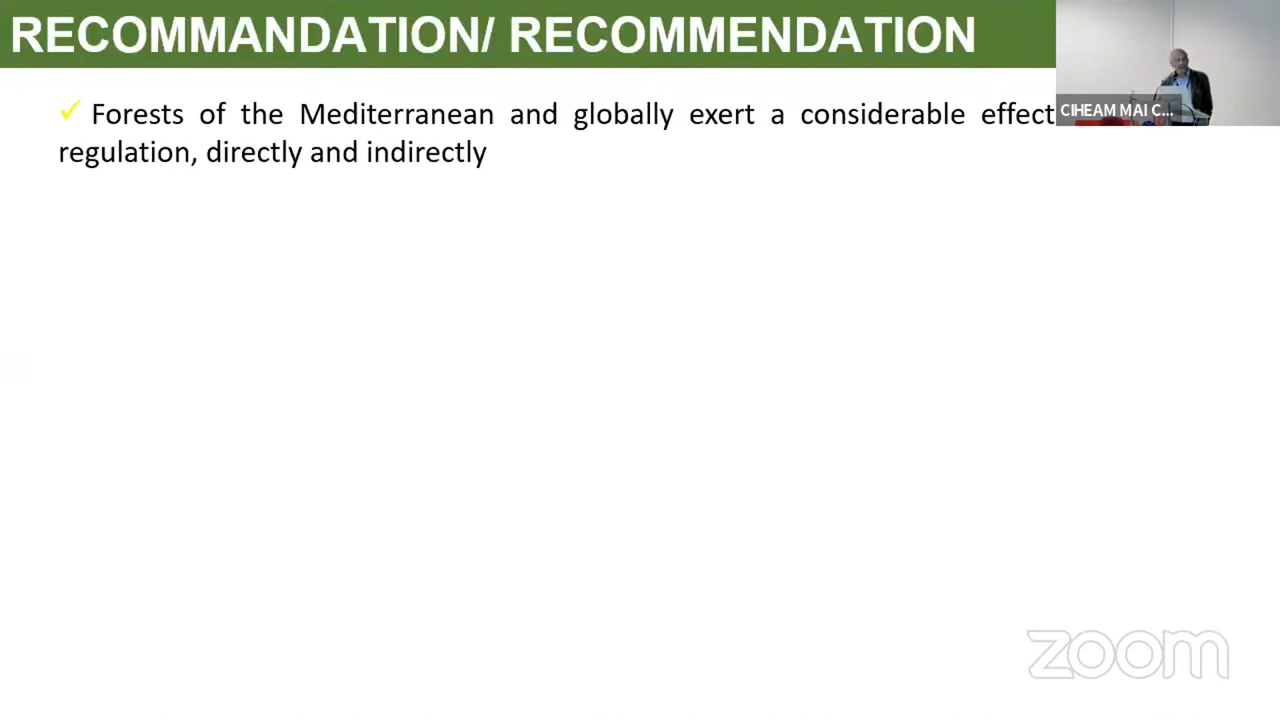 RECOMMANDATION/ RECOMMENDATION
✓ Forests of the Mediterranean and globally exert a considerable effect
regulation, directly and indirectly
CIHEAM MAI C...
zoom